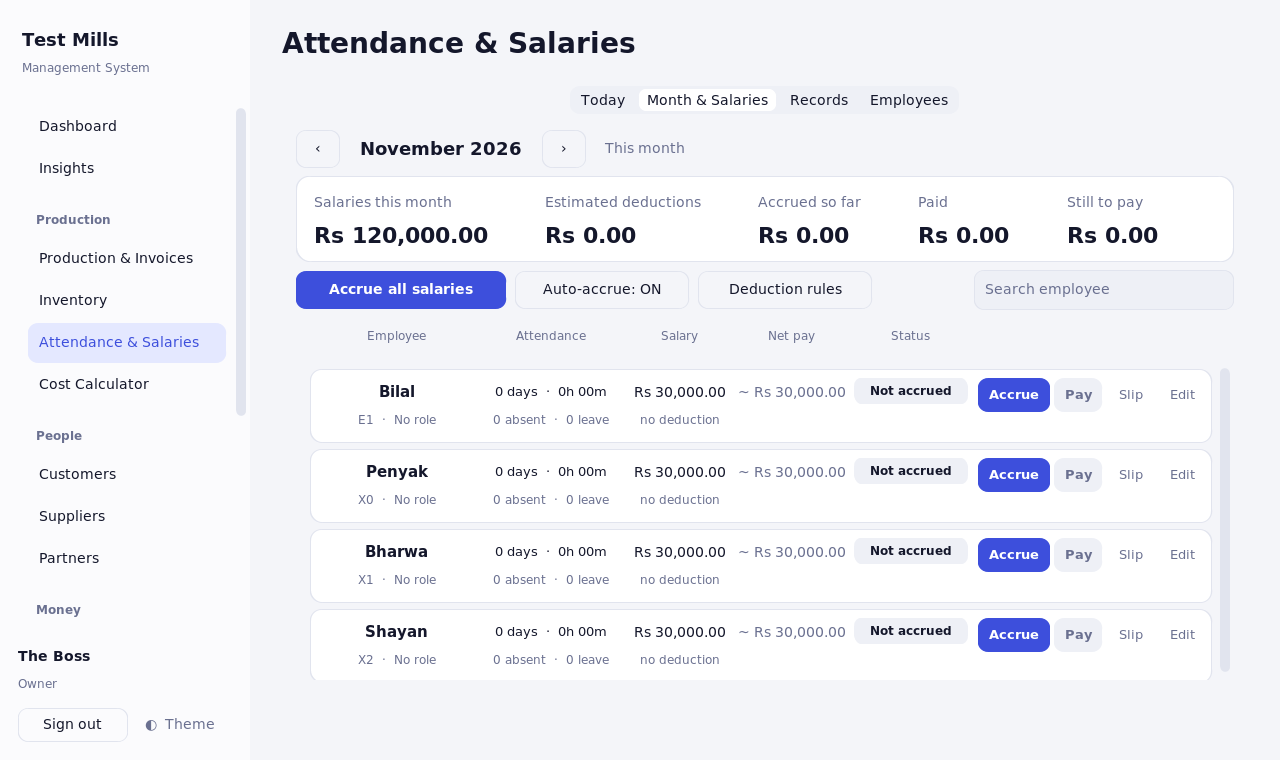 Test Mills
Management System
Dashboard
Insights
Production
Production & Invoices
Inventory
Attendance & Salaries
Cost Calculator
People
Customers
Suppliers
Partners
Money
The Boss
Owner
Sign out
◐ Theme
Attendance & Salaries
Today Month & Salaries Records Employees
‹ November 2026 › This month
Salaries this month Estimated deductions Accrued so far Paid Still to pay
Rs 120,000.00 Rs 0.00 Rs 0.00 Rs 0.00 Rs 0.00
Accrue all salaries Auto-accrue: ON Deduction rules Search employee
Employee Attendance Salary Net pay Status
Bilal 0 days · 0h 00m Rs 30,000.00 ~ Rs 30,000.00 Not accrued Accrue Pay Slip Edit
E1 · No role 0 absent · 0 leave no deduction
Penyak 0 days · 0h 00m Rs 30,000.00 ~ Rs 30,000.00 Not accrued Accrue Pay Slip Edit
X0 · No role 0 absent · 0 leave no deduction
Bharwa 0 days · 0h 00m Rs 30,000.00 ~ Rs 30,000.00 Not accrued Accrue Pay Slip Edit
X1 · No role 0 absent · 0 leave no deduction
Shayan 0 days · 0h 00m Rs 30,000.00 ~ Rs 30,000.00 Not accrued Accrue Pay Slip Edit
X2 · No role 0 absent · 0 leave no deduction